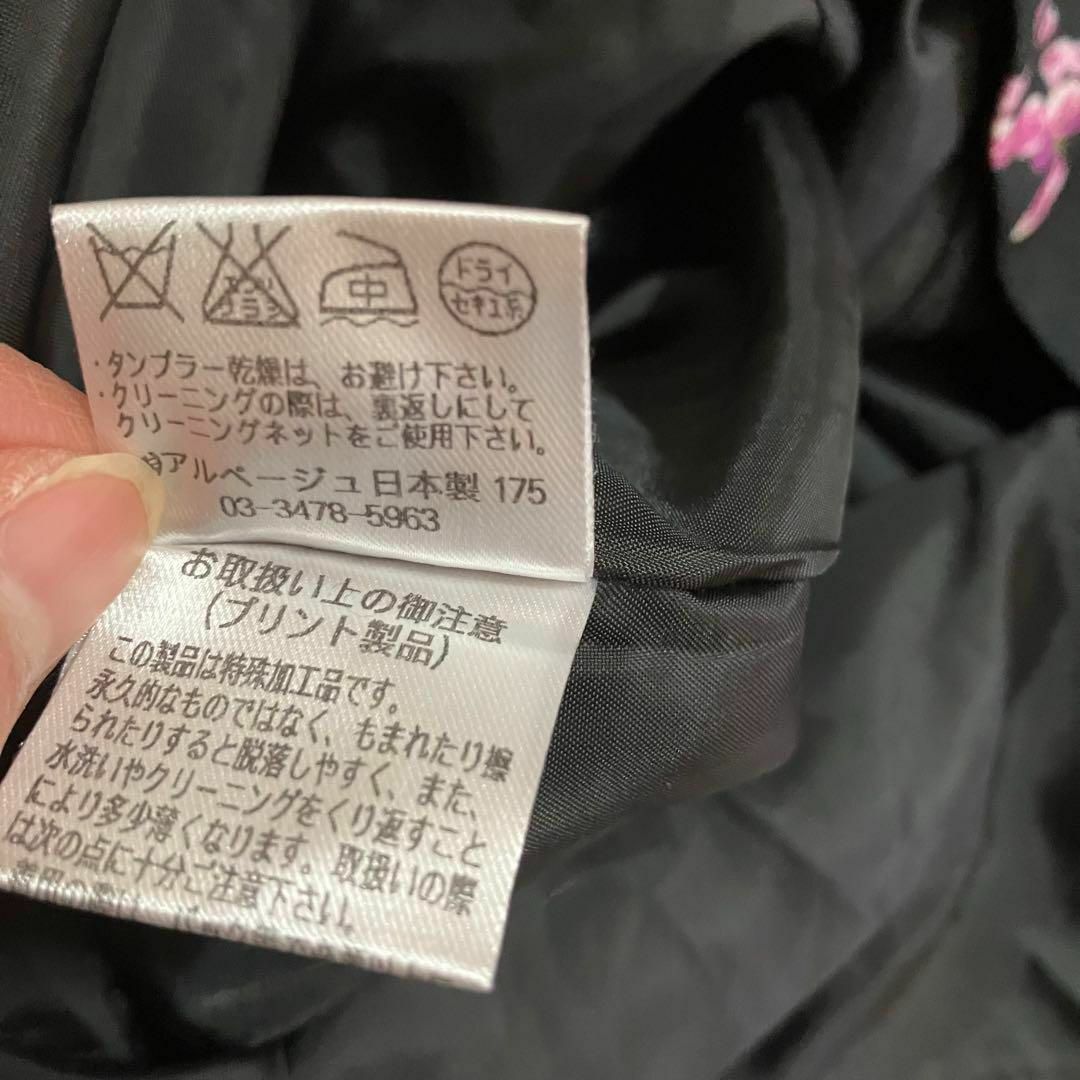 エンソ
サラシ
中
ドライ
セキユ系
・タンブラー乾燥は、お避け下さい。
・クリーニングの際は、裏返しにして
クリーニングネットをご使用下さい。
アルページュ 日本製 175
03-3478-5963
お取扱い上の御注意
(プリント製品)
この製品は特殊加工品です。
永久的なものではなく、もまれたり擦
られたりすると脱落しやすく、また、
水洗いやクリーニングをくり返すこと
により多少薄くなります。取扱いの際
は次の点に十分ご注意下さい。